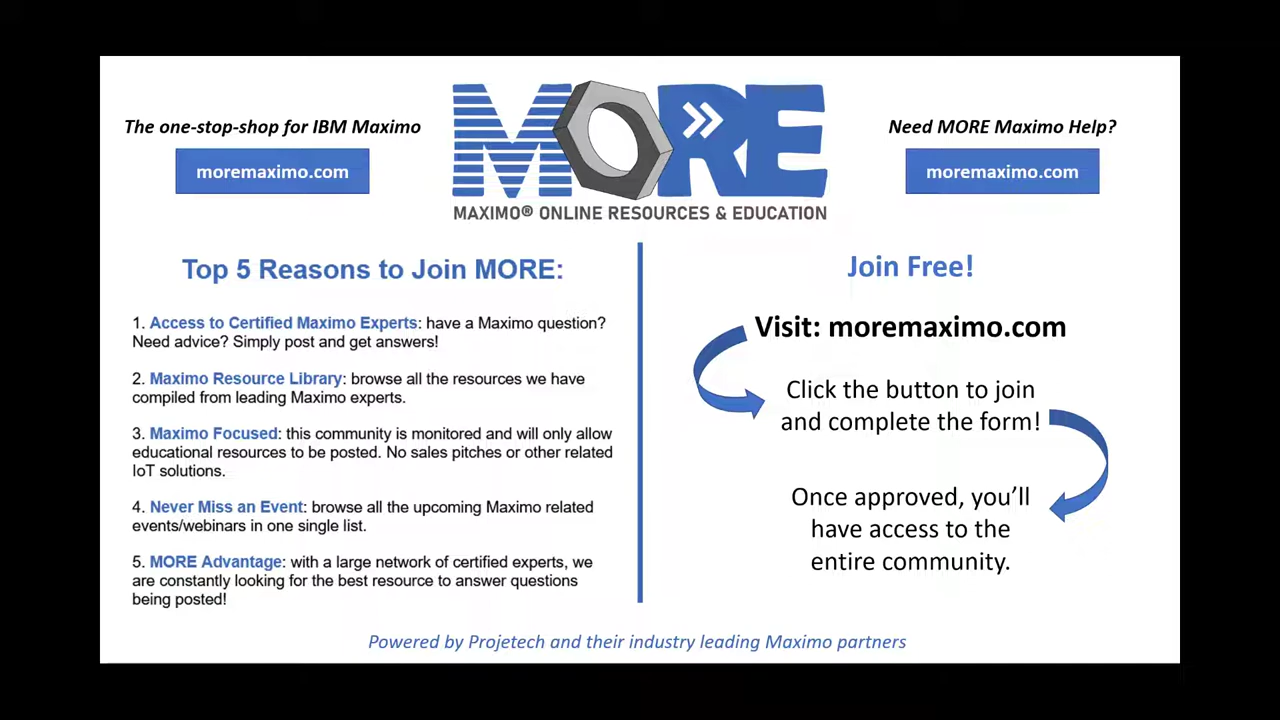 The one-stop-shop for IBM Maximo
moremaximo.com
MORE
MAXIMO® ONLINE RESOURCES & EDUCATION
Need MORE Maximo Help?
moremaximo.com
Top 5 Reasons to Join MORE:
1. Access to Certified Maximo Experts: have a Maximo question?
Need advice? Simply post and get answers!
2. Maximo Resource Library: browse all the resources we have
compiled from leading Maximo experts.
3. Maximo Focused: this community is monitored and will only allow
educational resources to be posted. No sales pitches or other related
IoT solutions.
4. Never Miss an Event: browse all the upcoming Maximo related
events/webinars in one single list.
5. MORE Advantage: with a large network of certified experts, we
are constantly looking for the best resource to answer questions
being posted!
Join Free!
Visit: moremaximo.com
Click the button to join
and complete the form!
Once approved, you’ll
have access to the
entire community.
Powered by Projetech and their industry leading Maximo partners